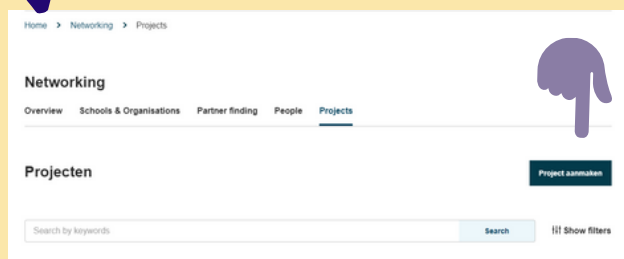 Home > Networking > Projects
Networking
Overview Schools & Organisations Partner finding People Projects
Projecten
Project aanmaken
Search by keywords
Search
Show filters